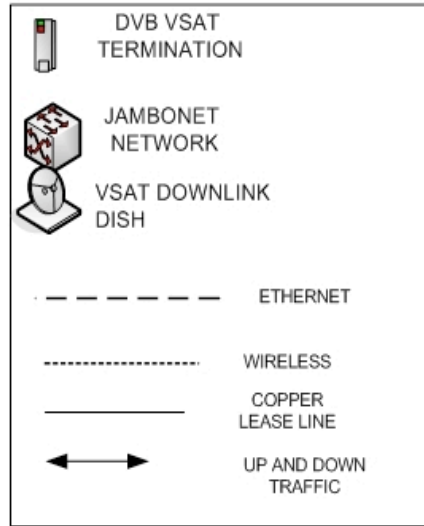 DVB VSAT
TERMINATION
JAMBONET
NETWORK
VSAT DOWNLINK
DISH
ETHERNET
WIRELESS
COPPER
LEASE LINE
UP AND DOWN
TRAFFIC